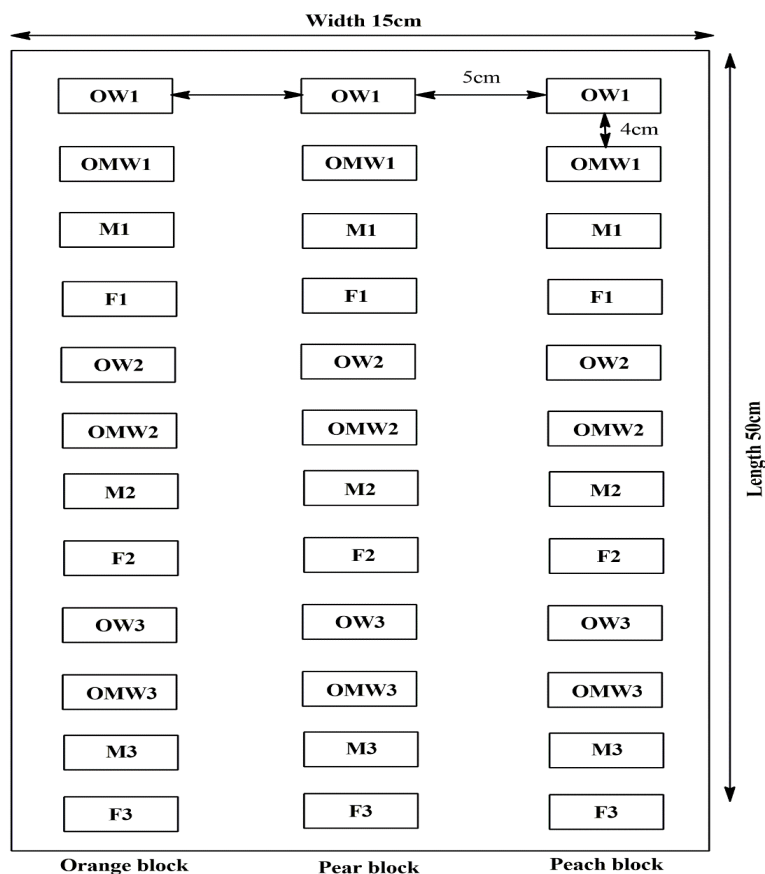 Width 15cm
5cm
OW1 OW1 OW1
4cm
OMW1 OMW1 OMW1
M1 M1 M1
F1 F1 F1
OW2 OW2 OW2
OMW2 OMW2 OMW2
M2 M2 M2
F2 F2 F2
OW3 OW3 OW3
OMW3 OMW3 OMW3
M3 M3 M3
F3 F3 F3
Orange block Pear block Peach block
Length 50cm